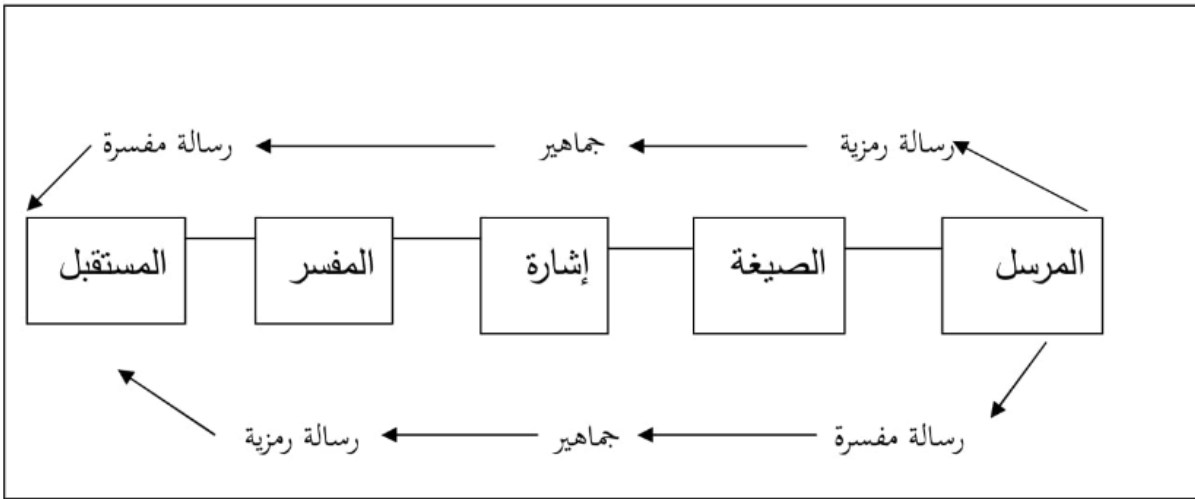 رسالة رمزية جماهير رسالة مفسرة
المرسل الصيغة إشارة المفسر المستقبل
رسالة مفسرة جماهير رسالة رمزية